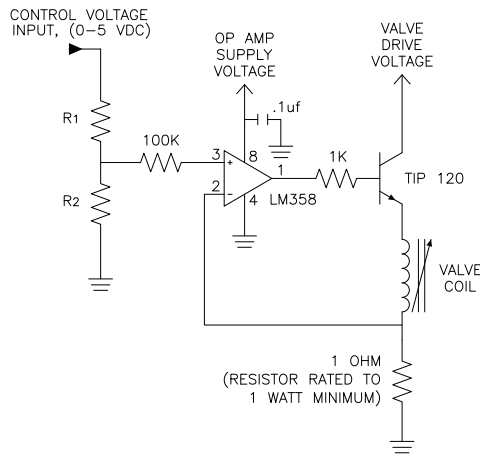 CONTROL VOLTAGE
INPUT, (0-5 VDC)
OP AMP
SUPPLY
VOLTAGE
VALVE
DRIVE
VOLTAGE
R1
.1uf
100K
3
+
8
1
1K
TIP 120
R2
2
-
4
LM358
VALVE
COIL
1 OHM
(RESISTOR RATED TO
1 WATT MINIMUM)